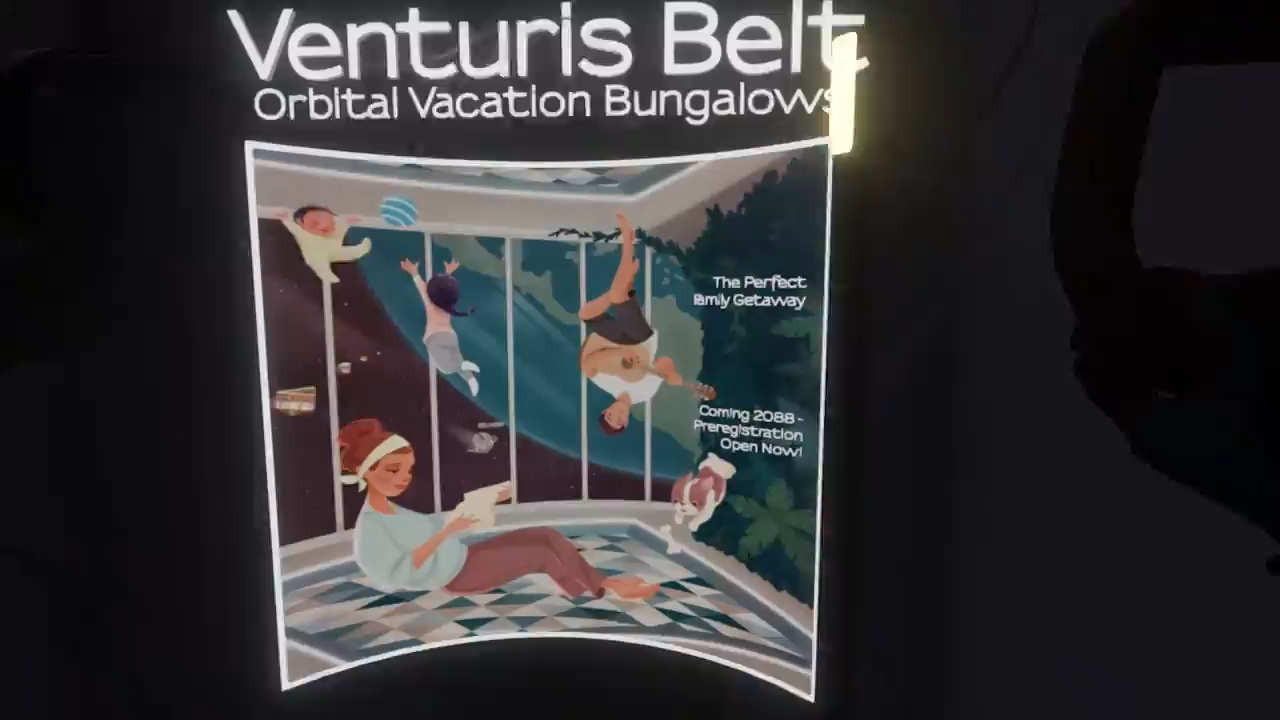 Venturis Belt
Orbital Vacation Bungalows
The Perfect
Family Getaway
Coming 2088 -
Preregistration
Open Now!